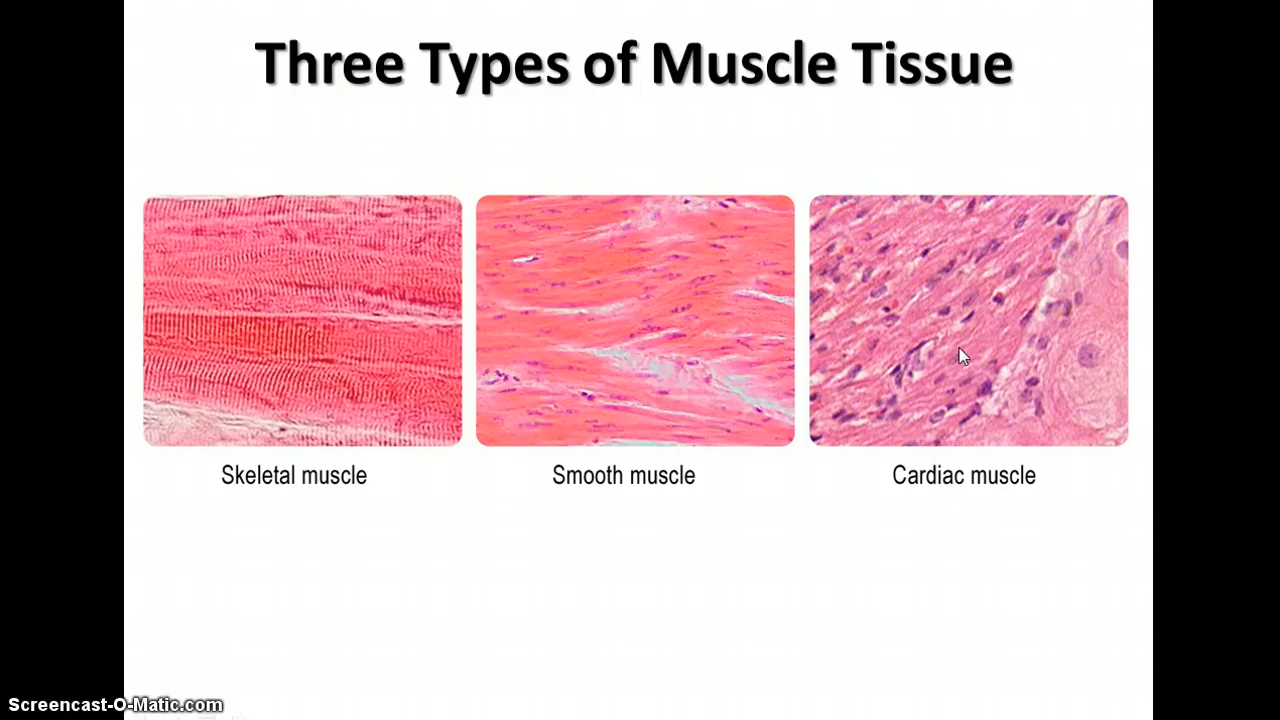 Three Types of Muscle Tissue
Skeletal muscle
Smooth muscle
Cardiac muscle
Screencast-O-Matic.com